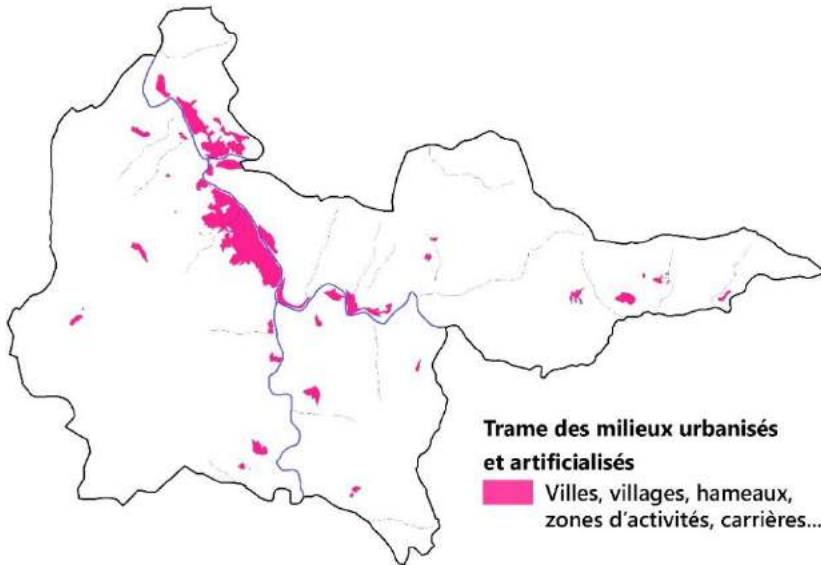 Trame des milieux urbanisés
et artificialisés
Villes, villages, hameaux,
zones d'activités, carrières...